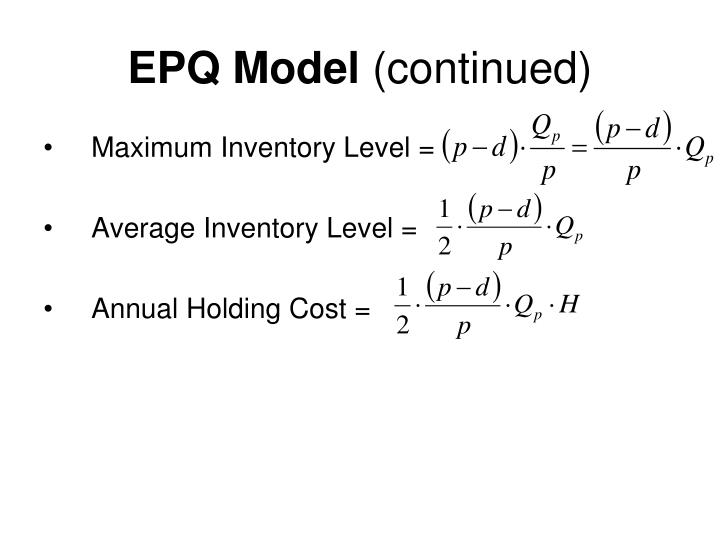 EPQ Model (continued)
• Maximum Inventory Level = (p − d) · Qₚ/p = (p − d)/p · Qₚ
• Average Inventory Level = 1/2 · (p − d)/p · Qₚ
• Annual Holding Cost = 1/2 · (p − d)/p · Qₚ · H